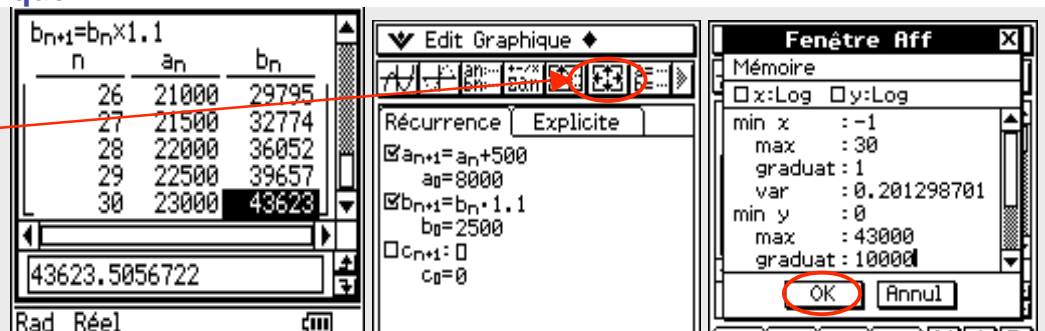 bn+1=bn×1.1
n an bn
26 21000 29795
27 21500 32774
28 22000 36052
29 22500 39657
30 23000 43623
43623.5056722
Rad Réel
Edit Graphique
Récurrence Explicite
an+1=an+500
a0=8000
bn+1=bn·1.1
b0=2500
cn+1:
c0=0
Fenêtre Aff
Mémoire
x:Log y:Log
min x :-1
max :30
graduat:1
var :0.201298701
min y :0
max :43000
graduat:10000
OK Annul